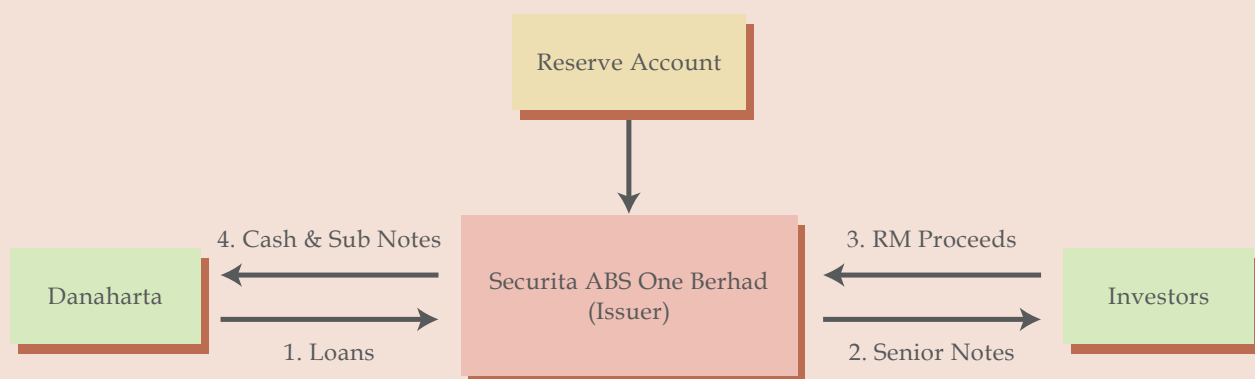 Reserve Account
4. Cash & Sub Notes
3. RM Proceeds
Danaharta
Securita ABS One Berhad
(Issuer)
Investors
1. Loans
2. Senior Notes